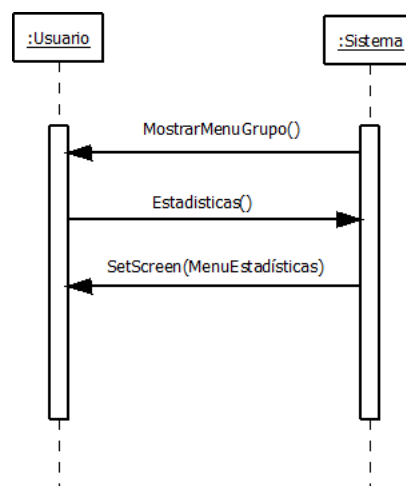 :Usuario
:Sistema
MostrarMenuGrupo()
Estadisticas()
SetScreen(MenuEstadísticas)